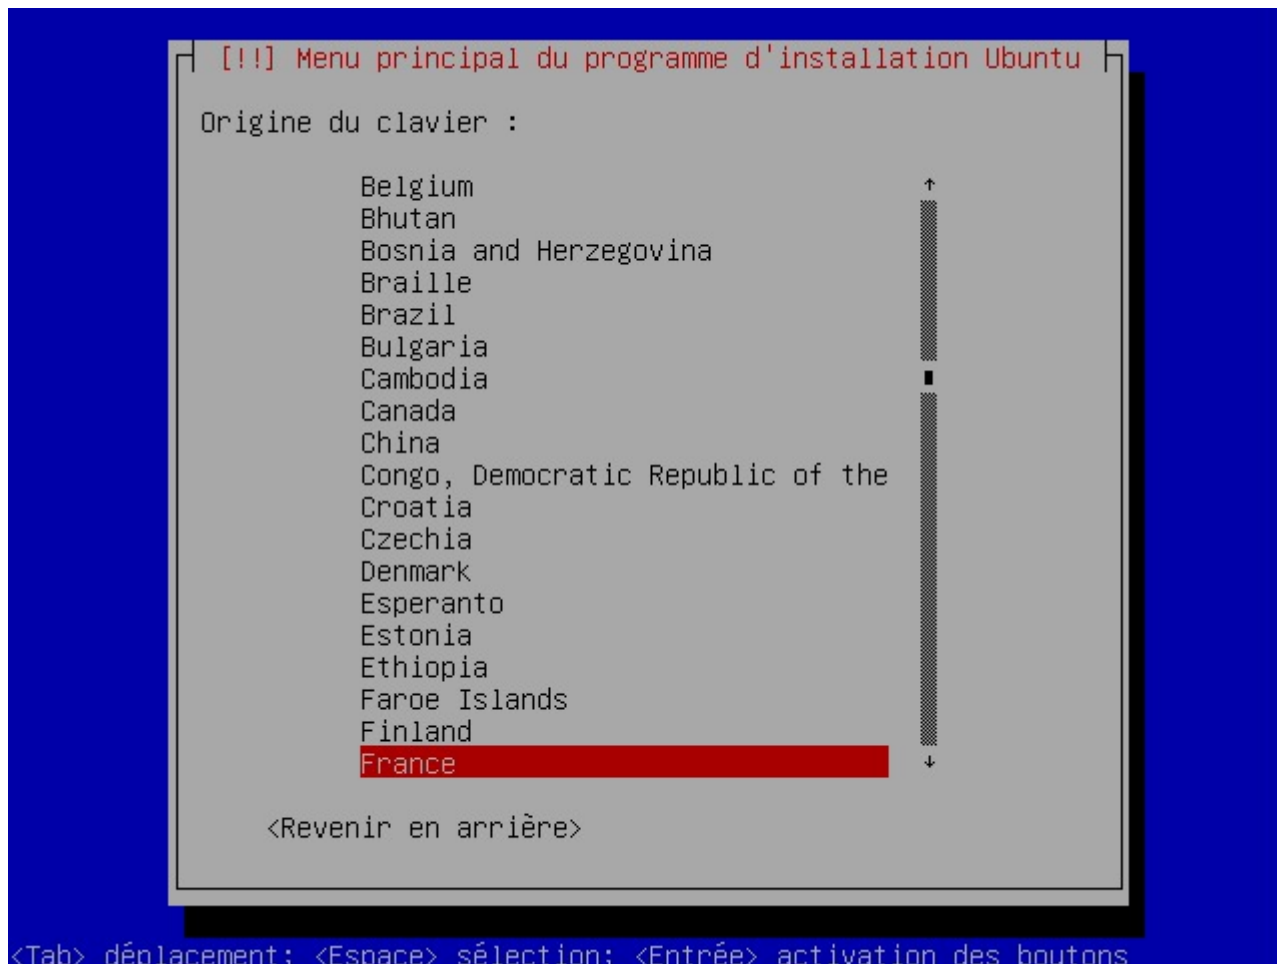 [!!] Menu principal du programme d'installation Ubuntu
Origine du clavier :
Belgium
Bhutan
Bosnia and Herzegovina
Braille
Brazil
Bulgaria
Cambodia
Canada
China
Congo, Democratic Republic of the
Croatia
Czechia
Denmark
Esperanto
Estonia
Ethiopia
Faroe Islands
Finland
France
<Revenir en arrière>
<Tab> déplacement; <Espace> sélection; <Entrée> activation des boutons